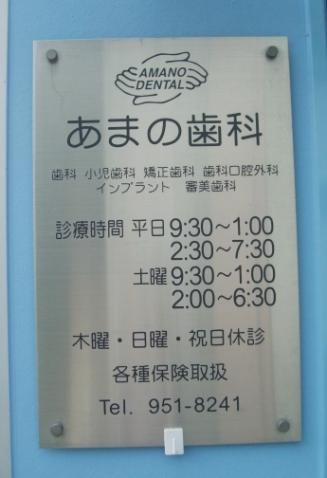 AMANO
DENTAL
あまの歯科
歯科 小児歯科 矯正歯科 歯科口腔外科
インプラント 審美歯科
診療時間 平日 9:30～1:00
2:30～7:30
土曜 9:30～1:00
2:00～6:30
木曜・日曜・祝日休診
各種保険取扱
Tel. 951-8241